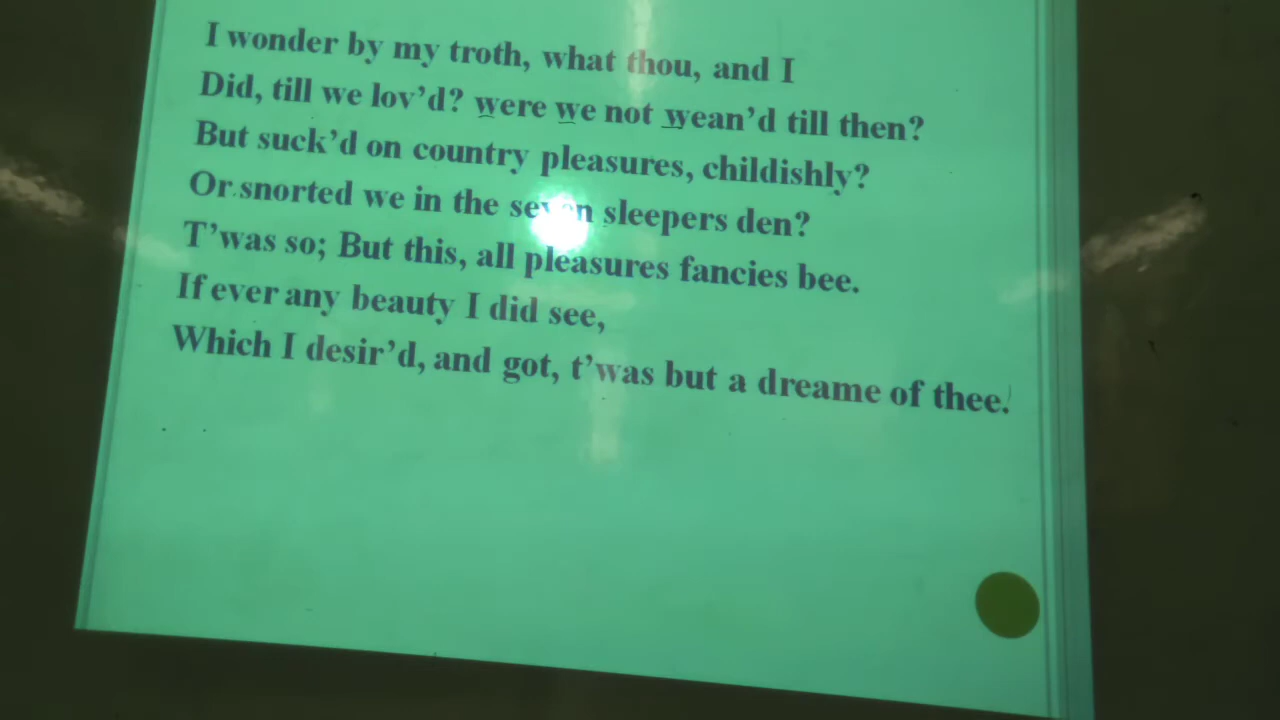 I wonder by my troth, what thou, and I
Did, till we lov'd? were we not wean'd till then?
But suck'd on country pleasures, childishly?
Or snorted we in the seven sleepers den?
T'was so; But this, all pleasures fancies bee.
If ever any beauty I did see,
Which I desir'd, and got, t'was but a dreame of thee.